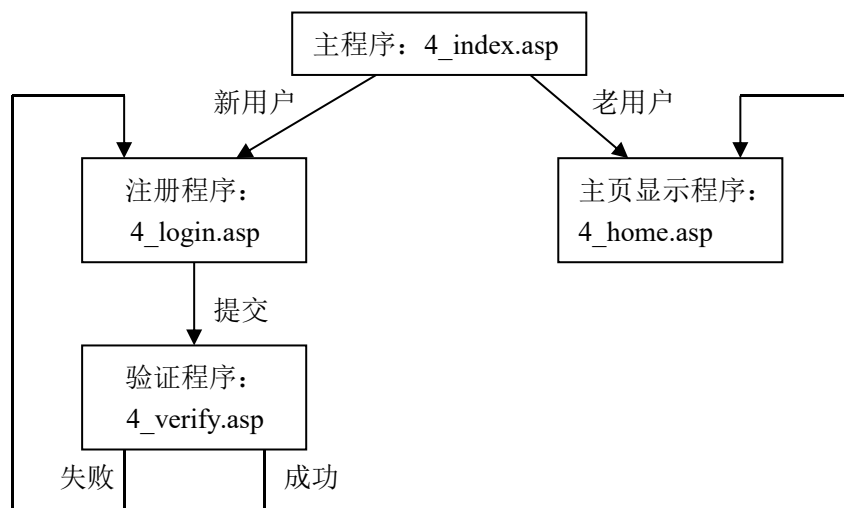 主程序：4_index.asp
新用户
老用户
注册程序：
4_login.asp
主页显示程序：
4_home.asp
提交
验证程序：
4_verify.asp
失败
成功